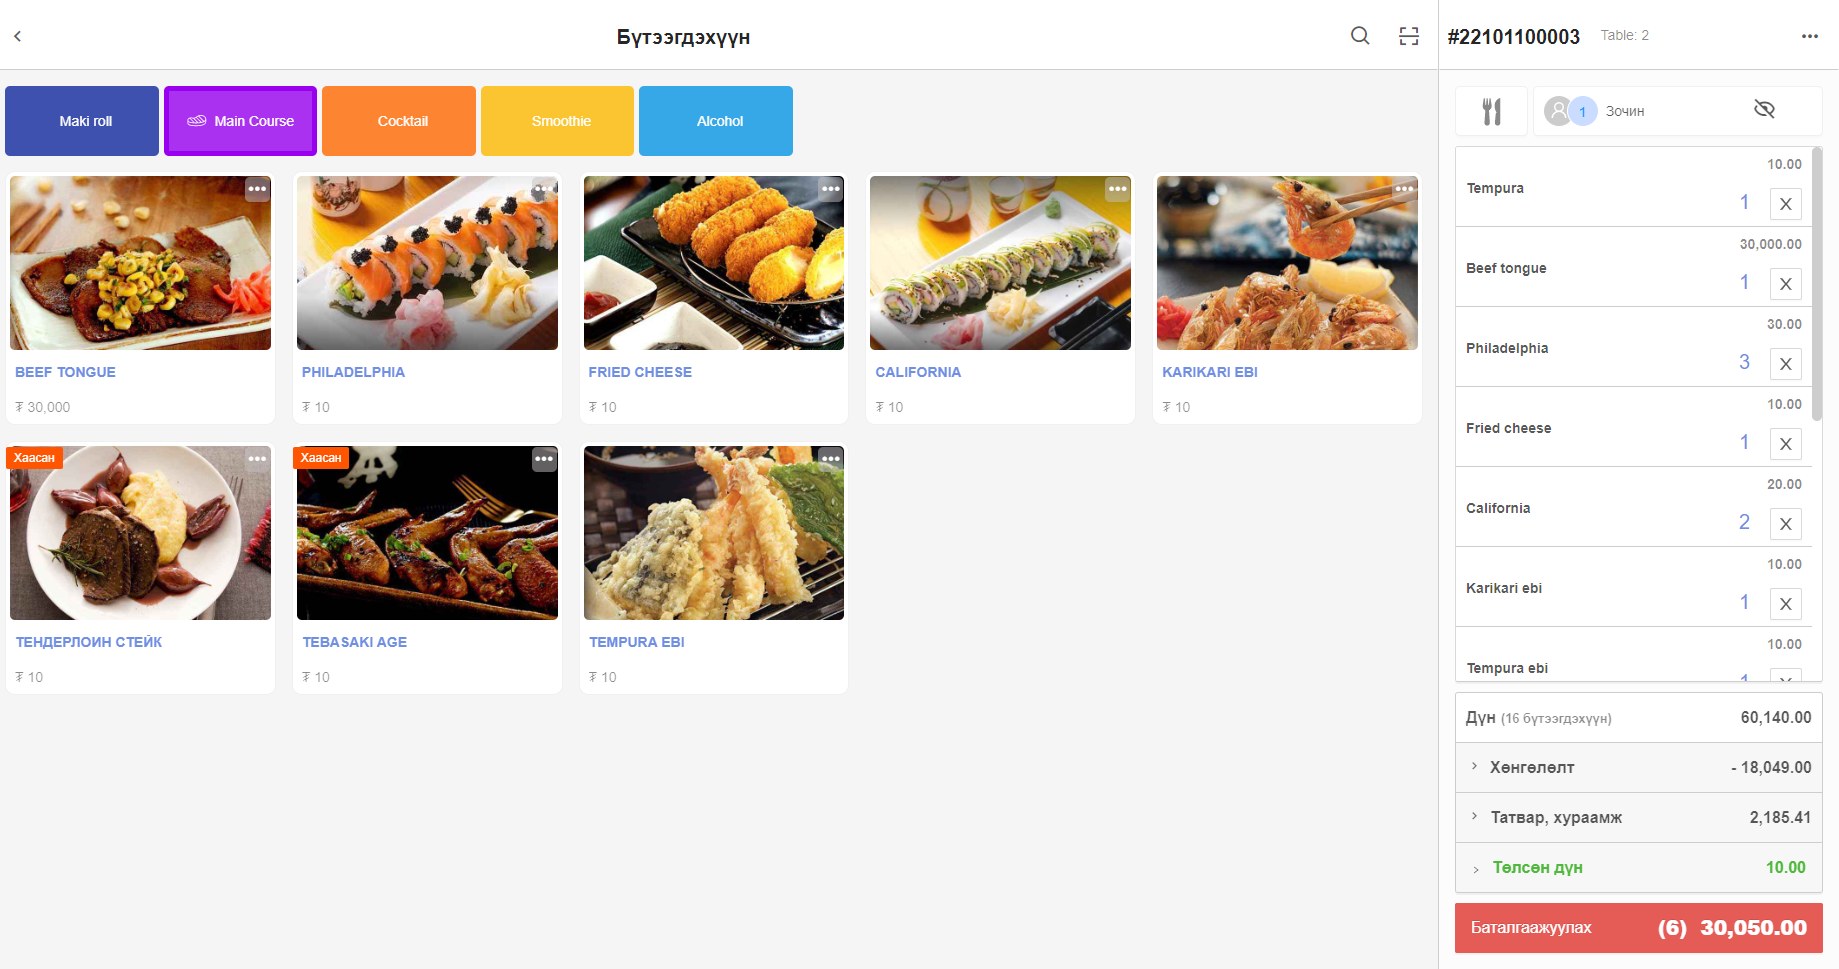 Бүтээгдэхүүн
#22101100003 Table: 2
Maki roll
Main Course
Cocktail
Smoothie
Alcohol
BEEF TONGUE
₮ 30,000
PHILADELPHIA
₮ 10
FRIED CHEESE
₮ 10
CALIFORNIA
₮ 10
KARIKARI EBI
₮ 10
Хаасан
ТЕНДЕРЛОИН СТЕЙК
₮ 10
Хаасан
TEBASAKI AGE
₮ 10
TEMPURA EBI
₮ 10
1 Зочин
10.00
Tempura
1 X
30,000.00
Beef tongue
1 X
30.00
Philadelphia
3 X
10.00
Fried cheese
1 X
20.00
California
2 X
10.00
Karikari ebi
1 X
10.00
Tempura ebi
1 X
Дүн (16 бүтээгдэхүүн) 60,140.00
Хөнгөлөлт - 18,049.00
Татвар, хураамж 2,185.41
Төлсөн дүн 10.00
Баталгаажуулах (6) 30,050.00